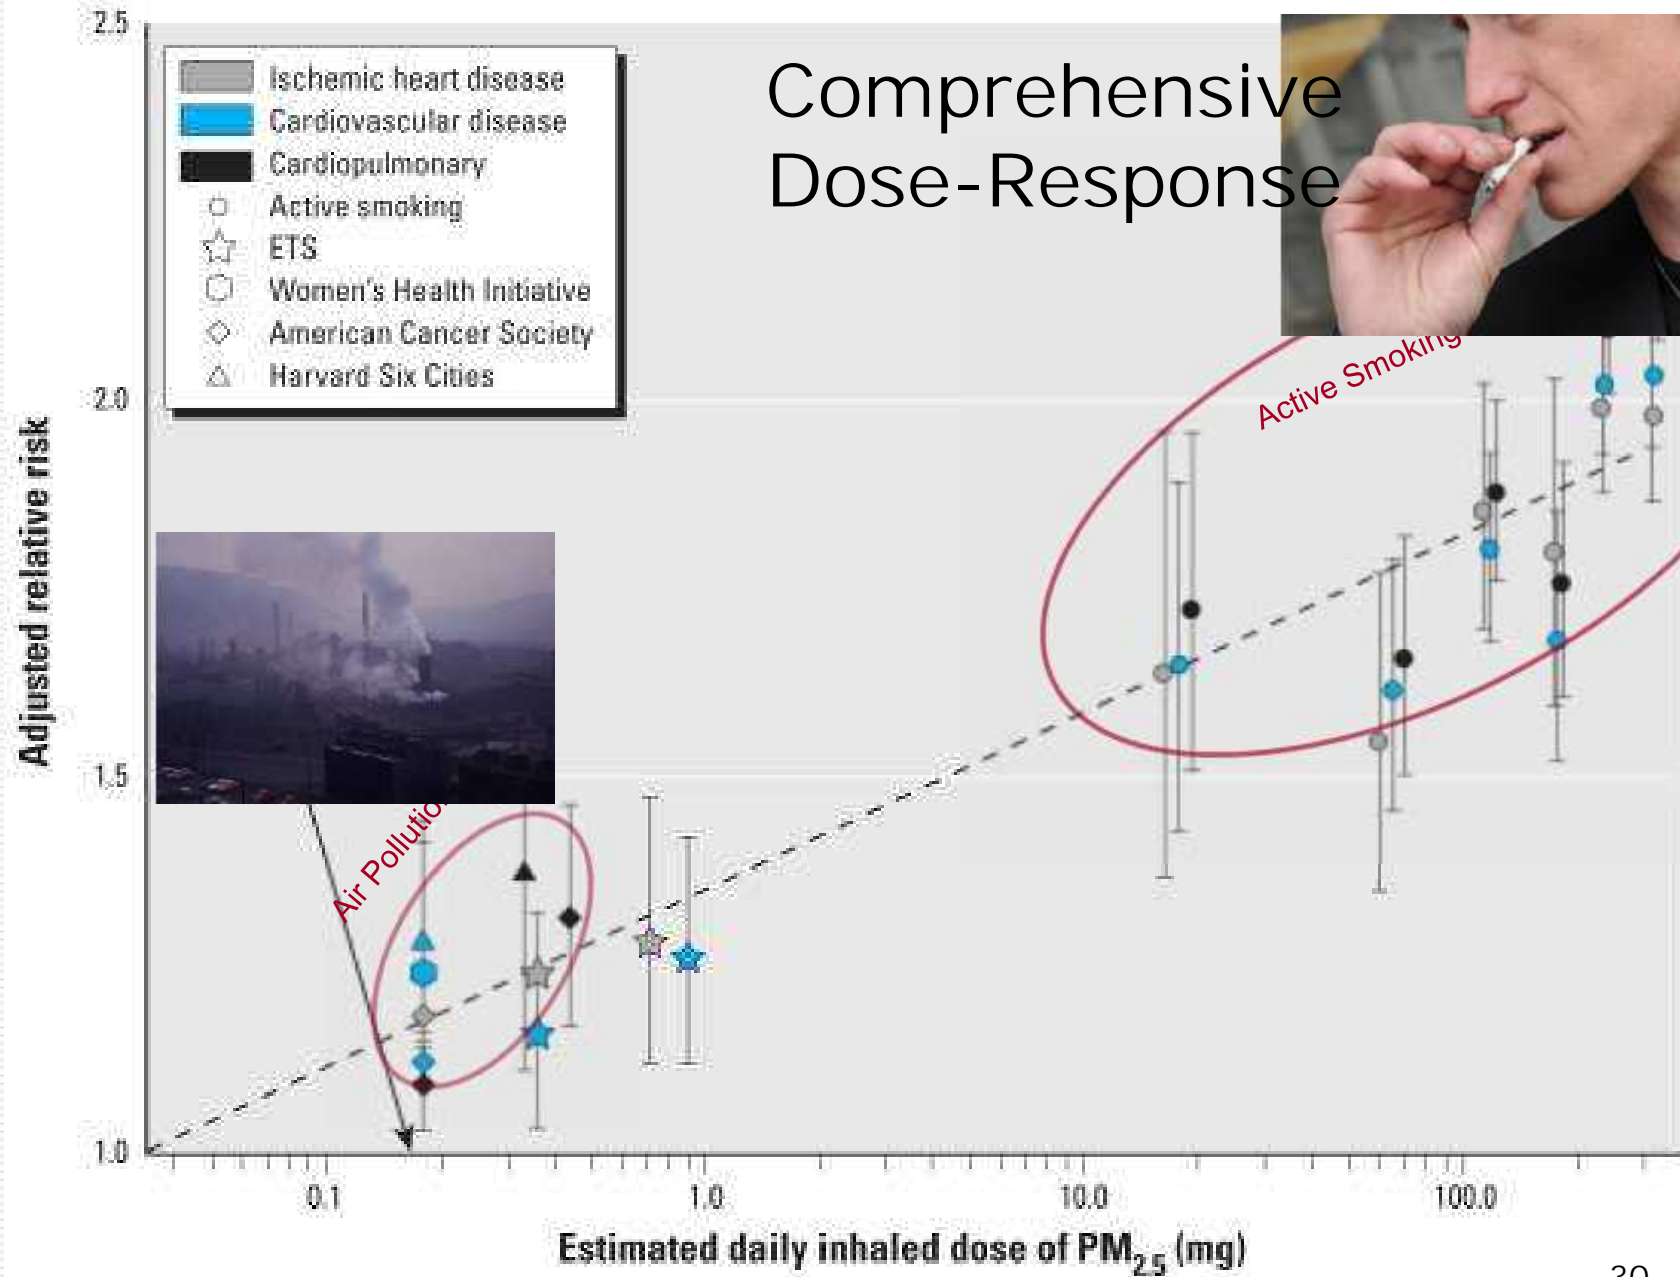 Comprehensive
Dose-Response
Ischemic heart disease
Cardiovascular disease
Cardiopulmonary
Active smoking
ETS
Women's Health Initiative
American Cancer Society
Harvard Six Cities
Active Smoking
Air Pollutio
Adjusted relative risk
2.5
2.0
1.5
1.0
0.1 1.0 10.0 100.0
Estimated daily inhaled dose of PM2.5 (mg)